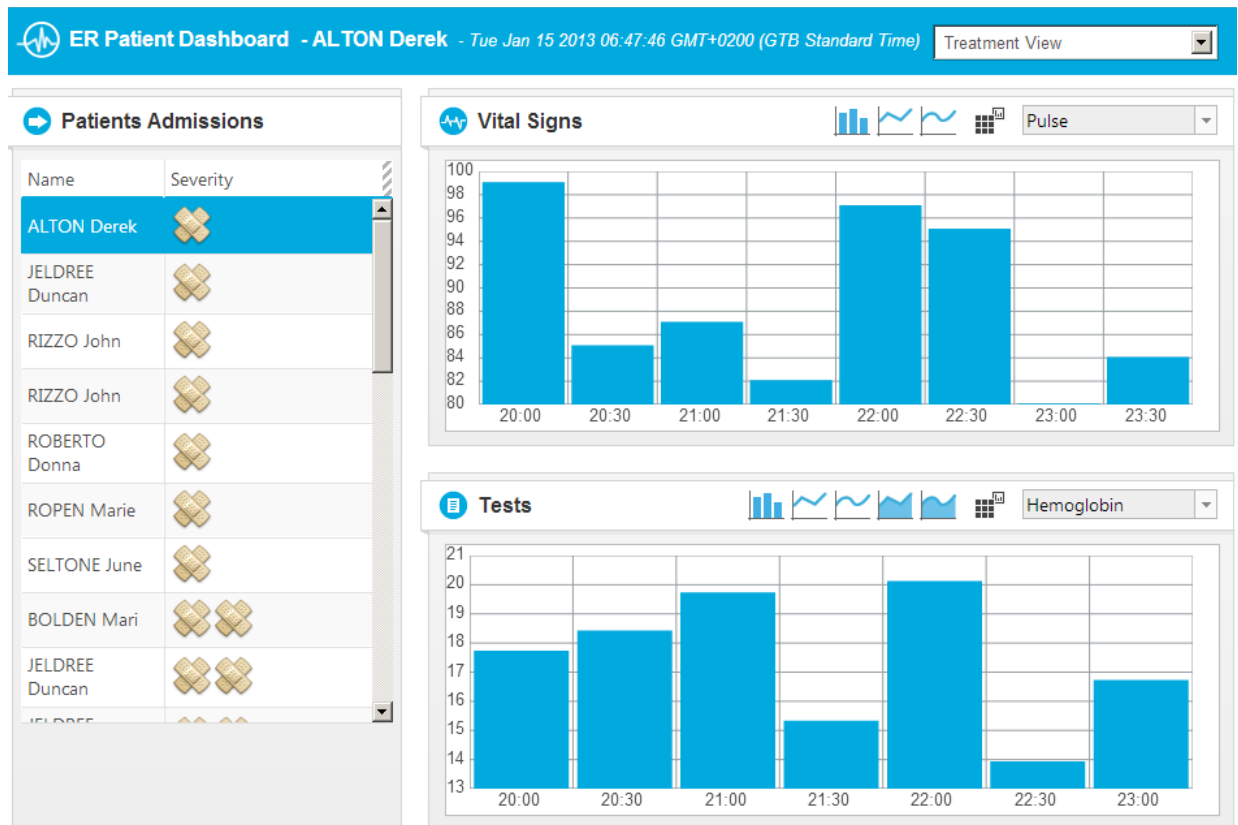 ER Patient Dashboard - ALTON Derek - Tue Jan 15 2013 06:47:46 GMT+0200 (GTB Standard Time)
Treatment View
Patients Admissions
Name Severity
ALTON Derek
JELDREE
Duncan
RIZZO John
RIZZO John
ROBERTO
Donna
ROPEN Marie
SELTONE June
BOLDEN Mari
JELDREE
Duncan
JELDREE
Vital Signs
Pulse
100
98
96
94
92
90
88
86
84
82
80
20:00 20:30 21:00 21:30 22:00 22:30 23:00 23:30
Tests
Hemoglobin
21
20
19
18
17
16
15
14
13
20:00 20:30 21:00 21:30 22:00 22:30 23:00